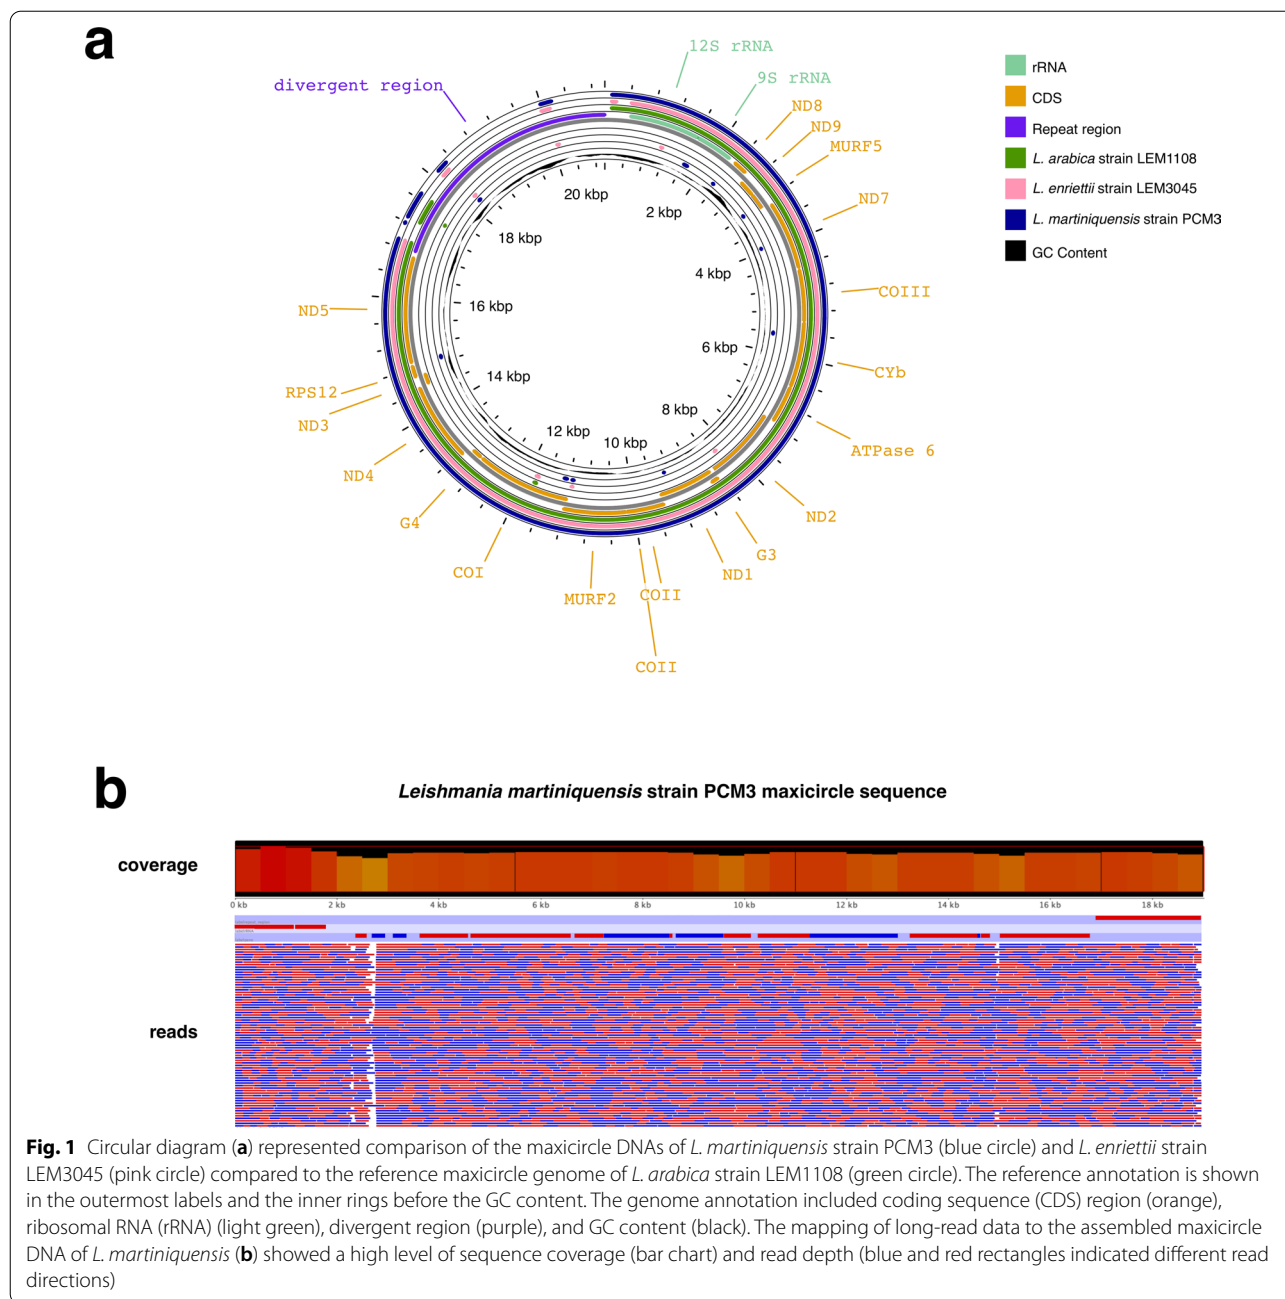 a
12S rRNA
9S rRNA
divergent region
ND8
ND9
MURF5
ND7
COIII
CYb
ATPase 6
ND2
G3
ND1
COII
COII
MURF2
COI
G4
ND4
ND3
RPS12
ND5
20 kbp
2 kbp
4 kbp
6 kbp
8 kbp
10 kbp
12 kbp
14 kbp
16 kbp
18 kbp
rRNA
CDS
Repeat region
L. arabica strain LEM1108
L. enriettii strain LEM3045
L. martiniquensis strain PCM3
GC Content
b
Leishmania martiniquensis strain PCM3 maxicircle sequence
coverage
0 kb 2 kb 4 kb 6 kb 8 kb 10 kb 12 kb 14 kb 16 kb 18 kb
reads
Fig. 1 Circular diagram (a) represented comparison of the maxicircle DNAs of L. martiniquensis strain PCM3 (blue circle) and L. enriettii strain
LEM3045 (pink circle) compared to the reference maxicircle genome of L. arabica strain LEM1108 (green circle). The reference annotation is shown
in the outermost labels and the inner rings before the GC content. The genome annotation included coding sequence (CDS) region (orange),
ribosomal RNA (rRNA) (light green), divergent region (purple), and GC content (black). The mapping of long-read data to the assembled maxicircle
DNA of L. martiniquensis (b) showed a high level of sequence coverage (bar chart) and read depth (blue and red rectangles indicated different read
directions)